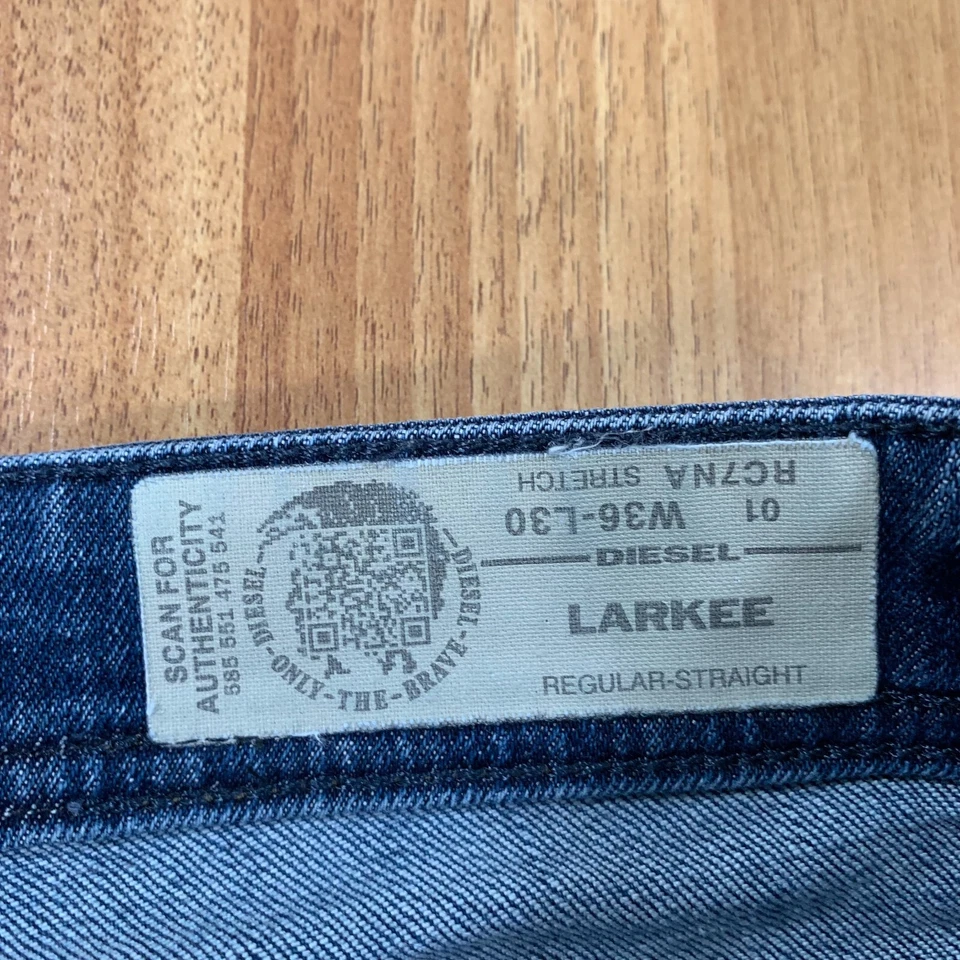 SCAN FOR
AUTHENTICITY
585 551 475 541
DIESEL-ONLY-THE-BRAVE-DIESEL
01 W36-L30
RC7NA STRETCH
DIESEL
LARKEE
REGULAR-STRAIGHT